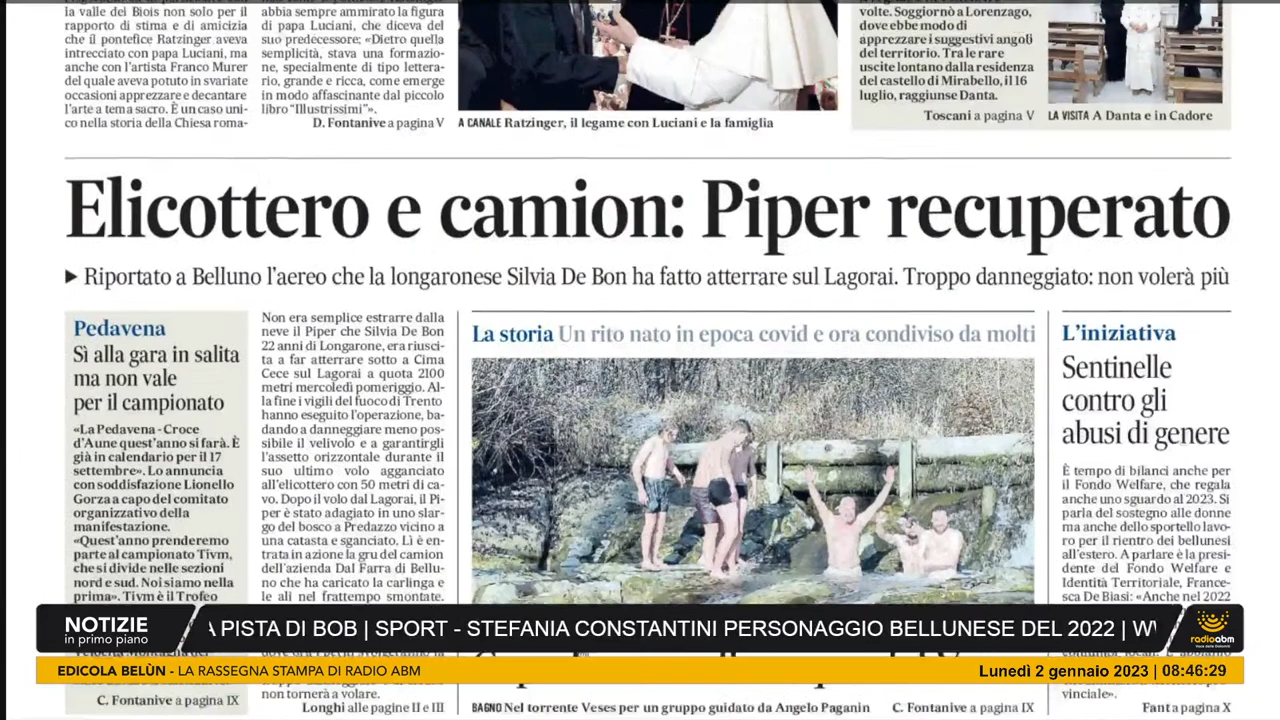 la valle del Biois non solo per il
rapporto di stima e di amicizia
che il pontefice Ratzinger aveva
intrecciato con papa Luciani, ma
anche con l'artista Franco Murer
del quale aveva potuto in svariate
occasioni apprezzare e decantare
l'arte a tema sacro. È un caso uni-
co nella storia della Chiesa roma-
abbia sempre ammirato la figura
di papa Luciani, che diceva del
suo predecessore; «Dietro quella
semplicità, stava una formazio-
ne, specialmente di tipo lettera-
rio, grande e ricca, come emerge
in modo affascinante dal piccolo
libro "Illustrissimi"».
D. Fontanive a pagina V
A CANALE Ratzinger, il legame con Luciani e la famiglia
volte. Soggiornò a Lorenzago,
dove ebbe modo di
apprezzare i suggestivi angoli
del territorio. Tra le rare
uscite lontano dalla residenza
del castello di Mirabello, il 16
luglio, raggiunse Danta.
Toscani a pagina V
LA VISITA A Danta e in Cadore
Elicottero e camion: Piper recuperato
Riportato a Belluno l'aereo che la longaronese Silvia De Bon ha fatto atterrare sul Lagorai. Troppo danneggiato: non volerà più
Pedavena
Sì alla gara in salita
ma non vale
per il campionato
«La Pedavena - Croce
d'Aune quest'anno si farà. È
già in calendario per il 17
settembre». Lo annuncia
con soddisfazione Lionello
Gorza a capo del comitato
organizzativo della
manifestazione.
«Quest'anno prenderemo
parte al campionato Tivm,
che si divide nelle sezioni
nord e sud. Noi siamo nella
prima». Tivm è il Trofeo
C. Fontanive a pagina IX
Non era semplice estrarre dalla
neve il Piper che Silvia De Bon
22 anni di Longarone, era riusci-
ta a far atterrare sotto a Cima
Cece sul Lagorai a quota 2100
metri mercoledì pomeriggio. Al-
la fine i vigili del fuoco di Trento
hanno eseguito l'operazione, ba-
dando a danneggiare meno pos-
sibile il velivolo e a garantirgli
l'assetto orizzontale durante il
suo ultimo volo agganciato
all'elicottero con 50 metri di ca-
vo. Dopo il volo dal Lagorai, il Pi-
per è stato adagiato in uno slar-
go del bosco a Predazzo vicino a
una catasta e sganciato. Lì è en-
trata in azione la gru del camion
dell'azienda Dal Farra di Bellu-
no che ha caricato la carlinga e
le ali nel frattempo smontate.
non tornerà a volare.
Longhi alle pagine II e III
La storia Un rito nato in epoca covid e ora condiviso da molti
BAGNO Nel torrente Veses per un gruppo guidato da Angelo Paganin
C. Fontanive a pagina IX
L'iniziativa
Sentinelle
contro gli
abusi di genere
È tempo di bilanci anche per
il Fondo Welfare, che regala
anche uno sguardo al 2023. Si
parla del sostegno alle donne
ma anche dello sportello lavo-
ro per il rientro dei bellunesi
all'estero. A parlare è la presi-
dente del Fondo Welfare e
Identità Territoriale, France-
sca De Biasi: «Anche nel 2022
vinciale».
Fant a pagina X
NOTIZIE
in primo piano
A PISTA DI BOB | SPORT - STEFANIA CONSTANTINI PERSONAGGIO BELLUNESE DEL 2022 | WW
radioabm
Voce delle Dolomiti
EDICOLA BELÙN - LA RASSEGNA STAMPA DI RADIO ABM
Lunedì 2 gennaio 2023 | 08:46:29